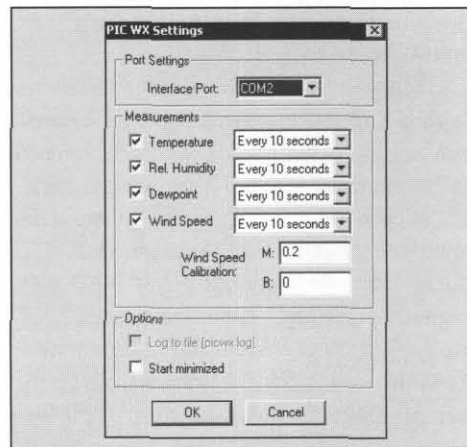 PIC WX Settings
Port Settings
Interface Port: COM2
Measurements
Temperature Every 10 seconds
Rel. Humidity Every 10 seconds
Dewpoint Every 10 seconds
Wind Speed Every 10 seconds
Wind Speed Calibration: M: 0.2
B: 0
Options
Log to file (picwx.log)
Start minimized
OK Cancel